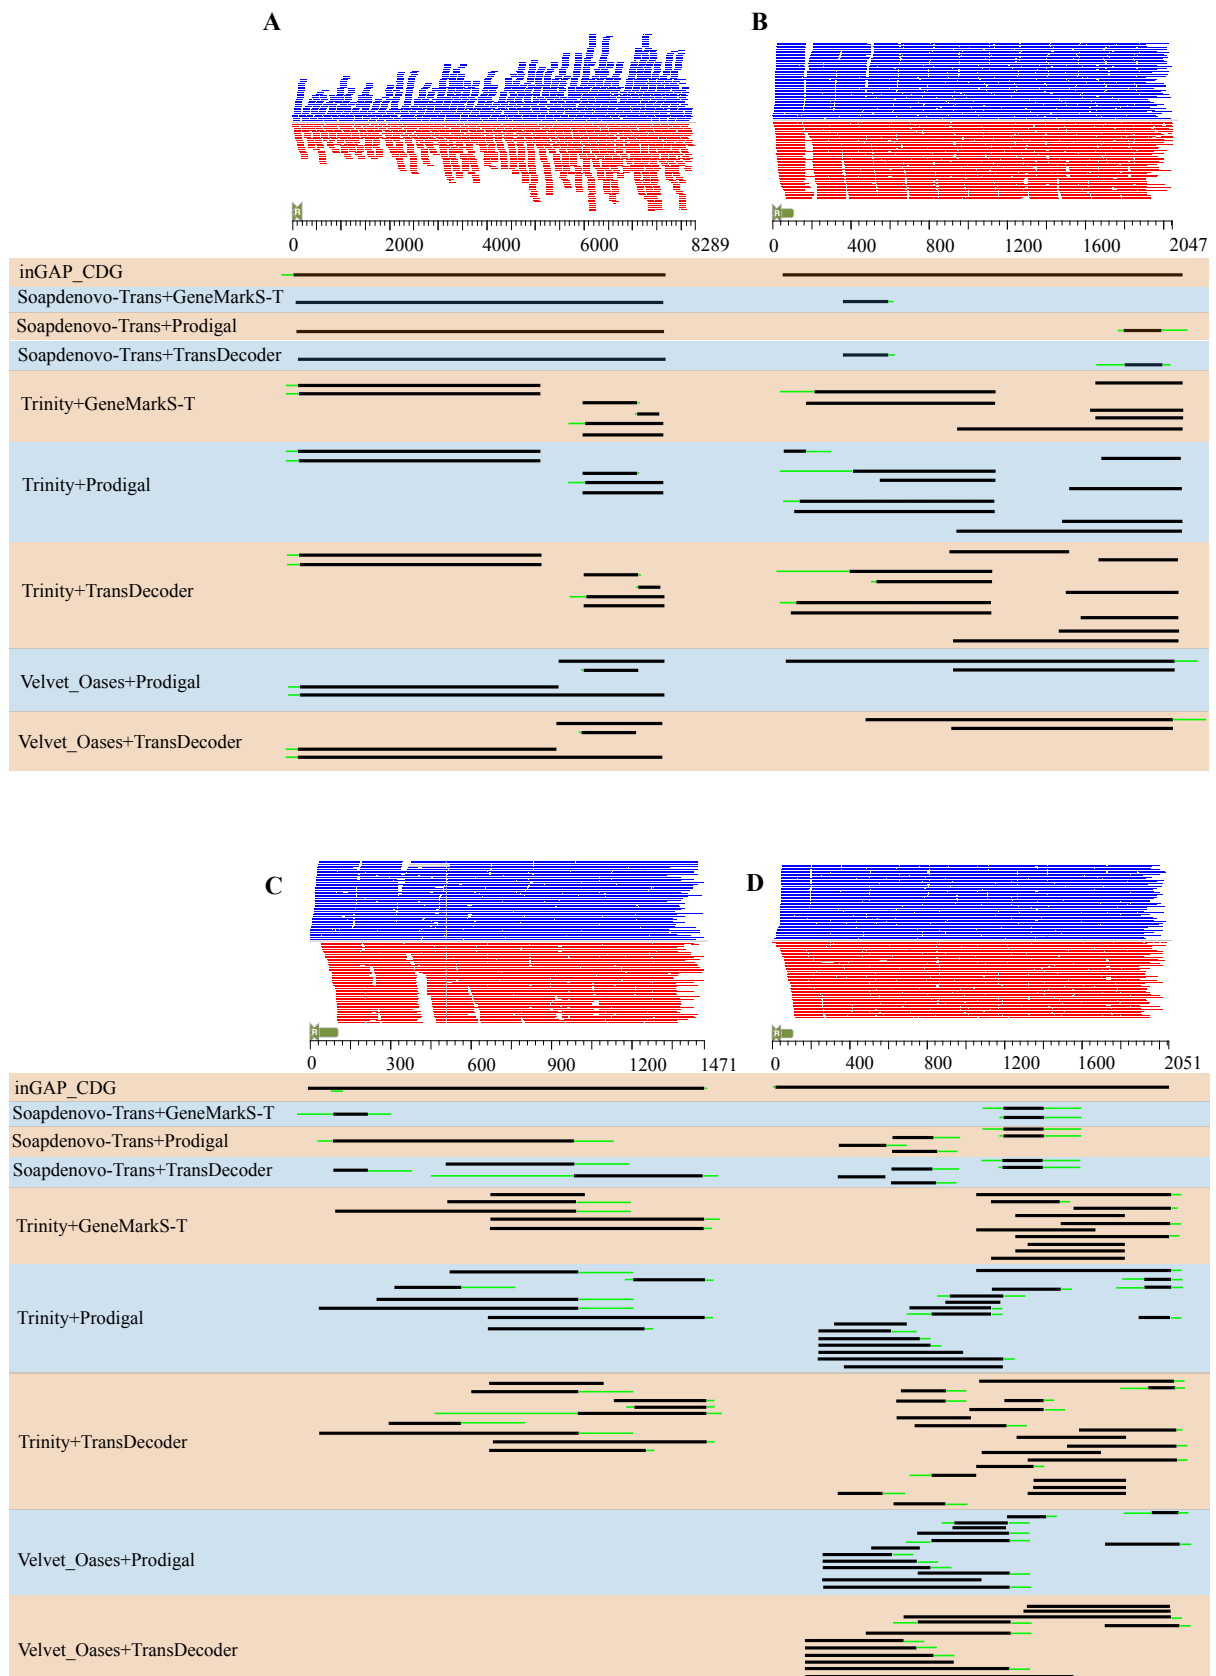 A
B
R
R
0 2000 4000 6000 8289
0 400 800 1200 1600 2047
inGAP_CDG
Soapdenovo-Trans+GeneMarkS-T
Soapdenovo-Trans+Prodigal
Soapdenovo-Trans+TransDecoder
Trinity+GeneMarkS-T
Trinity+Prodigal
Trinity+TransDecoder
Velvet_Oases+Prodigal
Velvet_Oases+TransDecoder
C
D
R
R
0 300 600 900 1200 1471
400 800 1200 1600 2051
inGAP_CDG
Soapdenovo-Trans+GeneMarkS-T
Soapdenovo-Trans+Prodigal
Soapdenovo-Trans+TransDecoder
Trinity+GeneMarkS-T
Trinity+Prodigal
Trinity+TransDecoder
Velvet_Oases+Prodigal
Velvet_Oases+TransDecoder